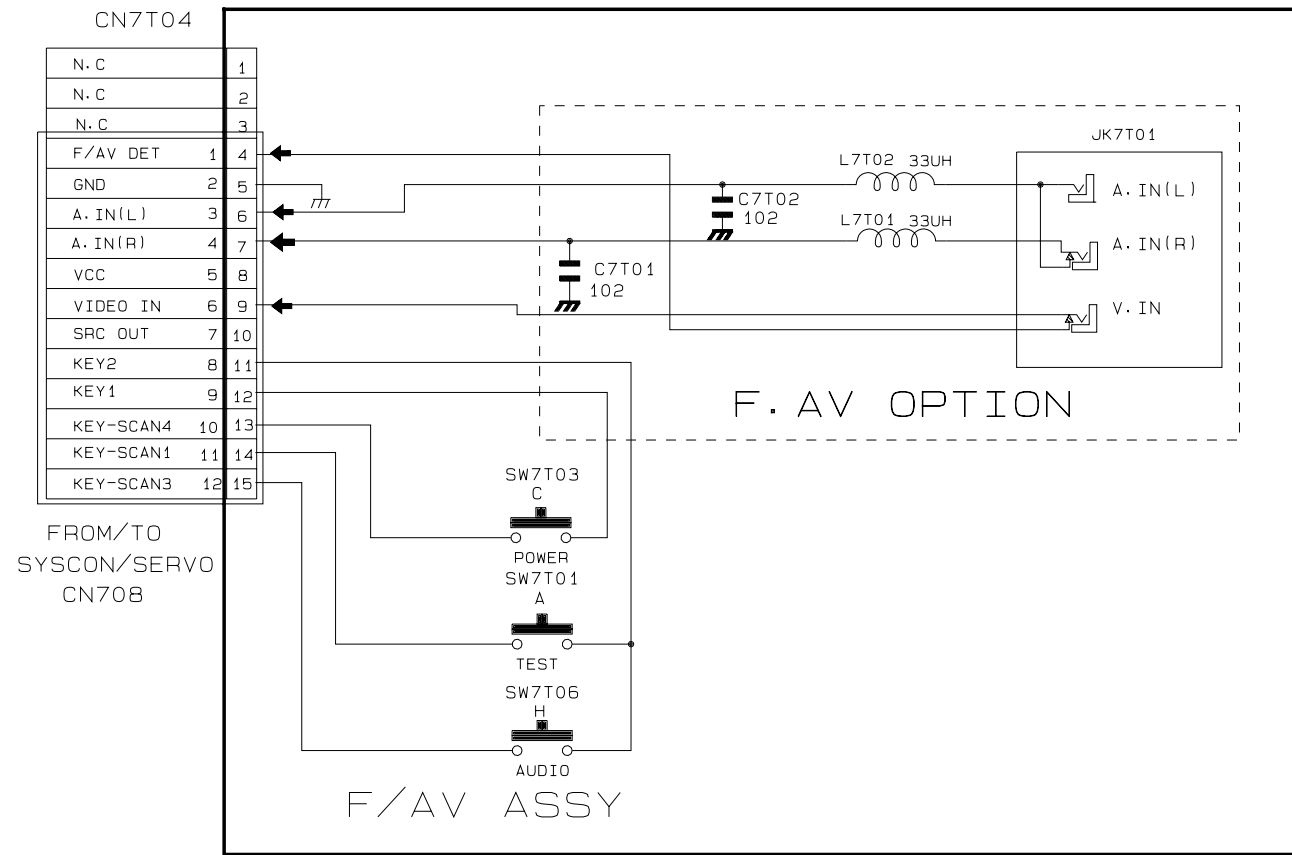 CN7T04
N.C 1
N.C 2
N.C 3
F/AV DET 1 4
GND 2 5
A.IN(L) 3 6
A.IN(R) 4 7
VCC 5 8
VIDEO IN 6 9
SRC OUT 7 10
KEY2 8 11
KEY1 9 12
KEY-SCAN4 10 13
KEY-SCAN1 11 14
KEY-SCAN3 12 15
FROM/TO
SYSCON/SERVO
CN708
JK7T01
L7T02 33UH
A.IN(L)
C7T02
102
L7T01 33UH
A.IN(R)
C7T01
102
V.IN
F.AV OPTION
SW7T03
C
POWER
SW7T01
A
TEST
SW7T06
H
AUDIO
F/AV ASSY